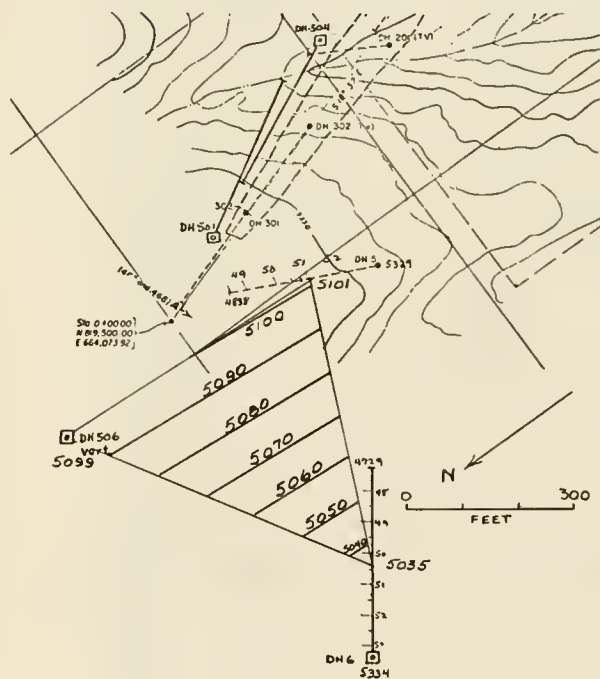 DH 504
DH 302
302
DH 301
DH 501
5330
49 50 51 2 DH 5
4838 5101 5329
Sta. 0+00.00
N 819,500.00
E 664,073.92
5100
5090
DH 506
Vert.
5099
5080
5070
5060
5050
5040
4729
48
49
50
51
52
5035
DH 6
5334
N
0 300
FEET